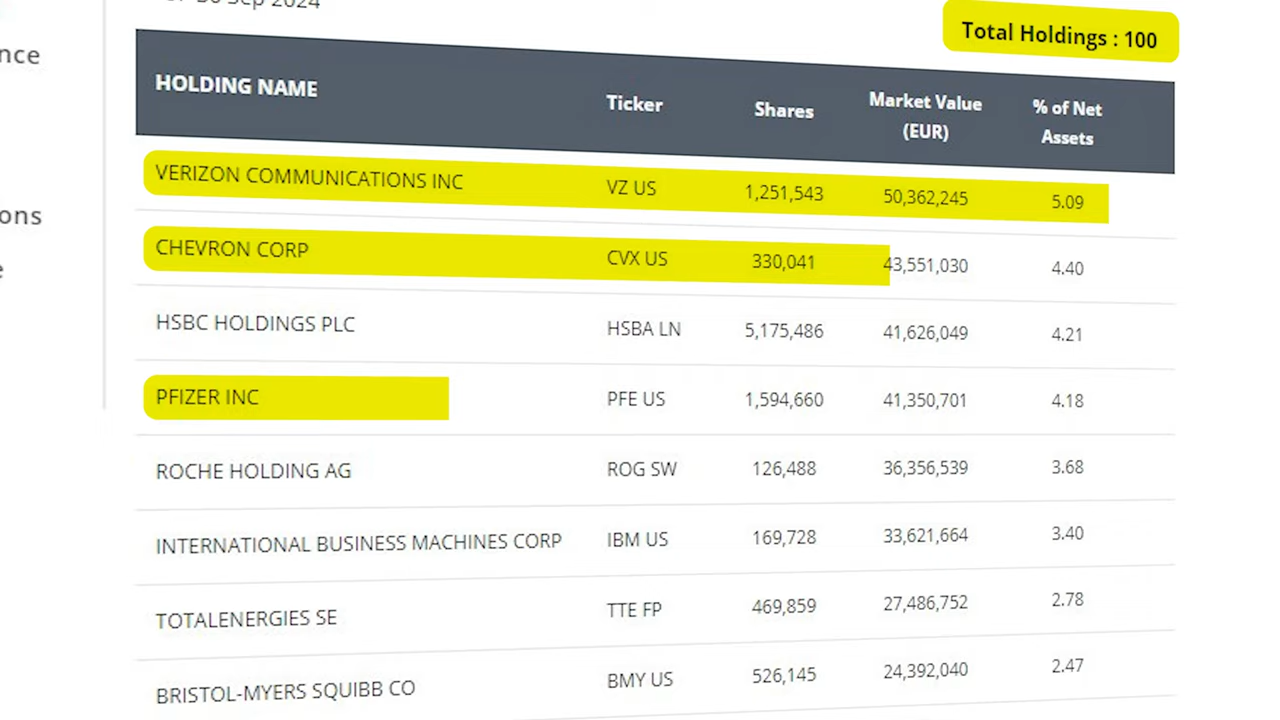 30 Sep 2024
Total Holdings : 100
HOLDING NAME Ticker Shares Market Value (EUR) % of Net Assets
VERIZON COMMUNICATIONS INC VZ US 1,251,543 50,362,245 5.09
CHEVRON CORP CVX US 330,041 43,551,030 4.40
HSBC HOLDINGS PLC HSBA LN 5,175,486 41,626,049 4.21
PFIZER INC PFE US 1,594,660 41,350,701 4.18
ROCHE HOLDING AG ROG SW 126,488 36,356,539 3.68
INTERNATIONAL BUSINESS MACHINES CORP IBM US 169,728 33,621,664 3.40
TOTALENERGIES SE TTE FP 469,859 27,486,752 2.78
BRISTOL-MYERS SQUIBB CO BMY US 526,145 24,392,040 2.47